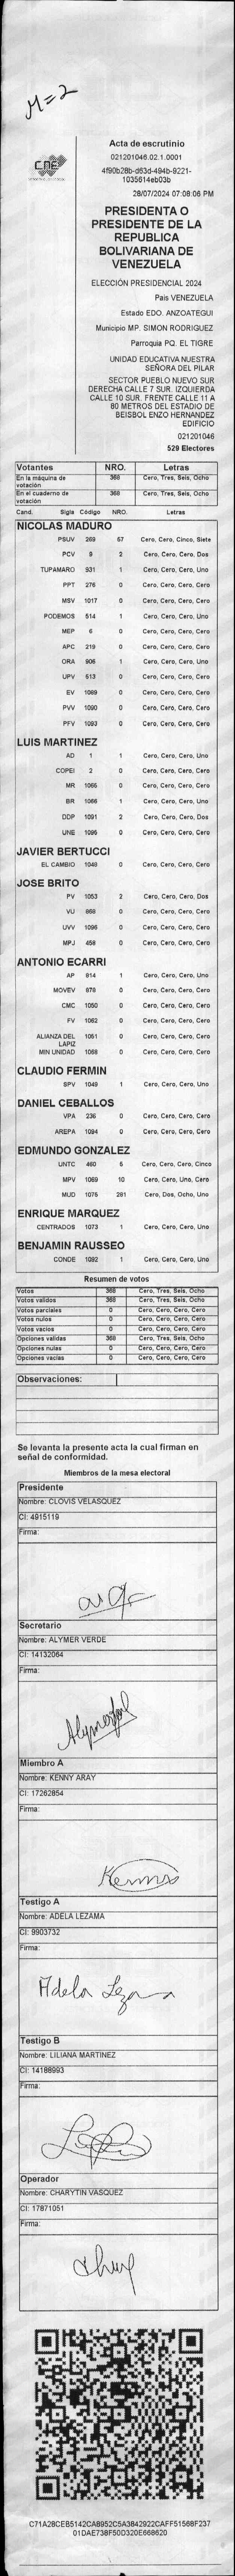 M=2
CNE
Acta de escrutinio
021201046.02.1.0001
4f90b28b-d63d-494b-9221-
1035614eb03b
28/07/2024 07:08:06 PM
PRESIDENTA O
PRESIDENTE DE LA
REPUBLICA
BOLIVARIANA DE
VENEZUELA
ELECCIÓN PRESIDENCIAL 2024
País VENEZUELA
Estado EDO. ANZOATEGUI
Municipio MP. SIMON RODRIGUEZ
Parroquia PQ. EL TIGRE
UNIDAD EDUCATIVA NUESTRA
SEÑORA DEL PILAR
SECTOR PUEBLO NUEVO SUR
DERECHA CALLE 7 SUR. IZQUIERDA
CALLE 10 SUR. FRENTE CALLE 11 A
80 METROS DEL ESTADIO DE
BEISBOL ENZO HERNANDEZ
EDIFICIO
021201046
529 Electores
Votantes NRO. Letras
En la máquina de votación 368 Cero, Tres, Seis, Ocho
En el cuaderno de votación 368 Cero, Tres, Seis, Ocho
Cand. Sigla Código NRO. Letras
NICOLAS MADURO
PSUV 269 57 Cero, Cero, Cinco, Siete
PCV 9 2 Cero, Cero, Cero, Dos
TUPAMARO 931 1 Cero, Cero, Cero, Uno
PPT 276 0 Cero, Cero, Cero, Cero
MSV 1017 0 Cero, Cero, Cero, Cero
PODEMOS 514 1 Cero, Cero, Cero, Uno
MEP 6 0 Cero, Cero, Cero, Cero
APC 219 0 Cero, Cero, Cero, Cero
ORA 906 1 Cero, Cero, Cero, Uno
UPV 613 0 Cero, Cero, Cero, Cero
EV 1089 0 Cero, Cero, Cero, Cero
PVV 1090 0 Cero, Cero, Cero, Cero
PFV 1093 0 Cero, Cero, Cero, Cero
LUIS MARTINEZ
AD 1 1 Cero, Cero, Cero, Uno
COPEI 2 0 Cero, Cero, Cero, Cero
MR 1066 0 Cero, Cero, Cero, Cero
BR 1086 1 Cero, Cero, Cero, Uno
DDP 1091 2 Cero, Cero, Cero, Dos
UNE 1095 0 Cero, Cero, Cero, Cero
JAVIER BERTUCCI
EL CAMBIO 1048 0 Cero, Cero, Cero, Cero
JOSE BRITO
PV 1053 2 Cero, Cero, Cero, Dos
VU 868 0 Cero, Cero, Cero, Cero
UVV 1096 0 Cero, Cero, Cero, Cero
MPJ 458 0 Cero, Cero, Cero, Cero
ANTONIO ECARRI
AP 814 1 Cero, Cero, Cero, Uno
MOVEV 879 0 Cero, Cero, Cero, Cero
CMC 1050 0 Cero, Cero, Cero, Cero
FV 1062 0 Cero, Cero, Cero, Cero
ALIANZA DEL LAPIZ 1051 0 Cero, Cero, Cero, Cero
MIN UNIDAD 1068 0 Cero, Cero, Cero, Cero
CLAUDIO FERMIN
SPV 1049 1 Cero, Cero, Cero, Uno
DANIEL CEBALLOS
VPA 236 0 Cero, Cero, Cero, Cero
AREPA 1094 0 Cero, Cero, Cero, Cero
EDMUNDO GONZALEZ
UNTC 460 5 Cero, Cero, Cero, Cinco
MPV 1069 10 Cero, Cero, Uno, Cero
MUD 1075 281 Cero, Dos, Ocho, Uno
ENRIQUE MARQUEZ
CENTRADOS 1073 1 Cero, Cero, Cero, Uno
BENJAMIN RAUSSEO
CONDE 1092 1 Cero, Cero, Cero, Uno
Resumen de votos
Votos 368 Cero, Tres, Seis, Ocho
Votos validos 368 Cero, Tres, Seis, Ocho
Votos parciales 0 Cero, Cero, Cero, Cero
Votos nulos 0 Cero, Cero, Cero, Cero
Votos vacios 0 Cero, Cero, Cero, Cero
Opciones validas 368 Cero, Tres, Seis, Ocho
Opciones nulas 0 Cero, Cero, Cero, Cero
Opciones vacías 0 Cero, Cero, Cero, Cero
Observaciones:
Se levanta la presente acta la cual firman en
señal de conformidad.
Miembros de la mesa electoral
Presidente
Nombre: CLOVIS VELASQUEZ
CI: 4915119
Firma:
Secretario
Nombre: ALYMER VERDE
CI: 14132064
Firma:
Miembro A
Nombre: KENNY ARAY
CI: 17262854
Firma:
Testigo A
Nombre: ADELA LEZAMA
CI: 9903732
Firma:
Adela Lezama
Testigo B
Nombre: LILIANA MARTINEZ
CI: 14188993
Firma:
Operador
Nombre: CHARYTIN VASQUEZ
CI: 17871051
Firma:
C71A28CEB5142CA8952C5A3842922CAFF51568F237
01DAE738F50D320E668620